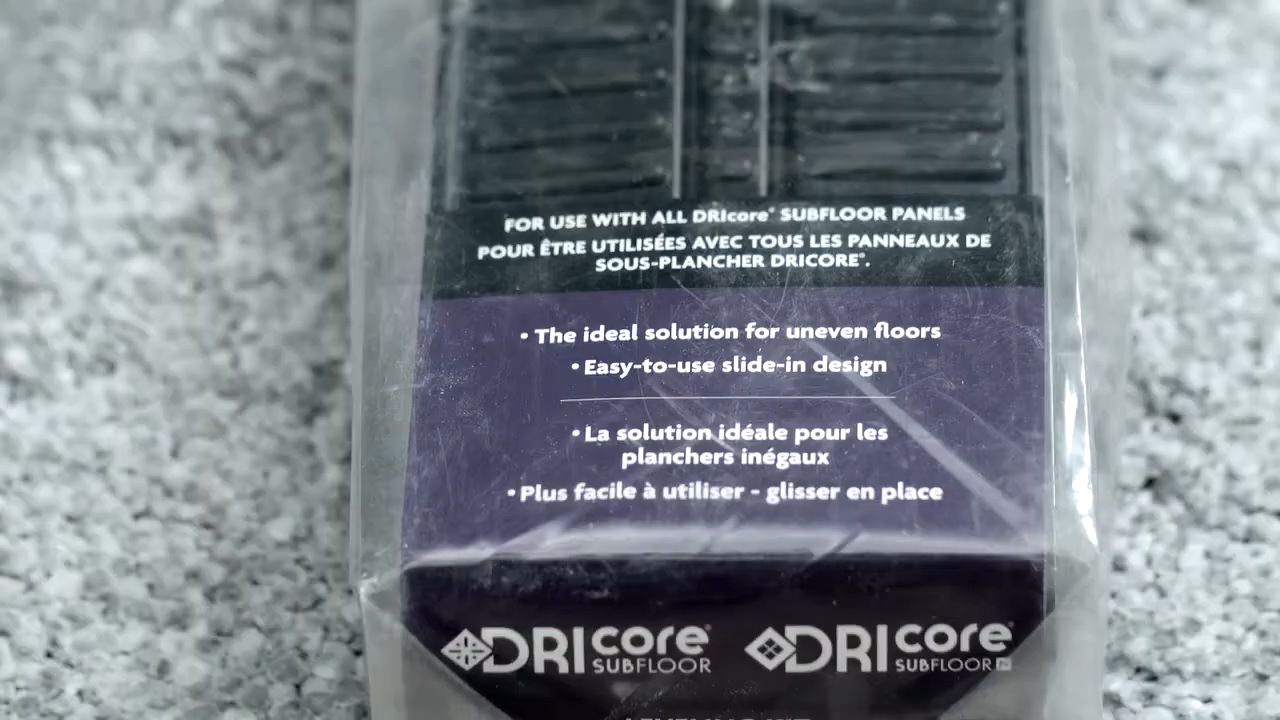 FOR USE WITH ALL DRIcore® SUBFLOOR PANELS
POUR ÊTRE UTILISÉES AVEC TOUS LES PANNEAUX DE
SOUS-PLANCHER DRICORE®.
• The ideal solution for uneven floors
• Easy-to-use slide-in design
• La solution idéale pour les
planchers inégaux
• Plus facile à utiliser - glisser en place
DRIcore® SUBFLOOR DRIcore® SUBFLOOR